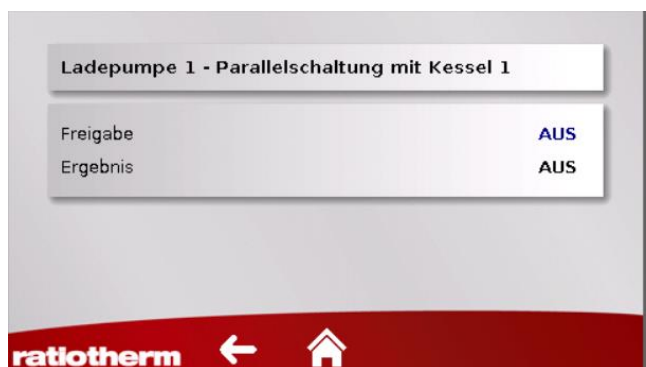 Ladepumpe 1 - Parallelschaltung mit Kessel 1
Freigabe AUS
Ergebnis AUS
ratiotherm